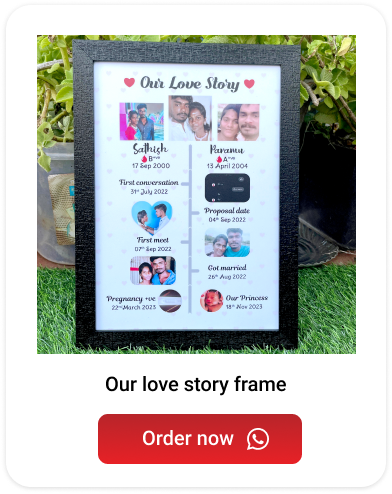 Our Love Story
Sathish
B+ve
17 Sep 2000
Paramu
A+ve
13 April 2004
First conversation
31st July 2022
Proposal date
04th Sep 2022
First meet
07th Sep 2022
Got married
26th Aug 2022
Pregnancy +ve
22nd March 2023
Our Princess
18th Nov 2023
Our love story frame
Order now